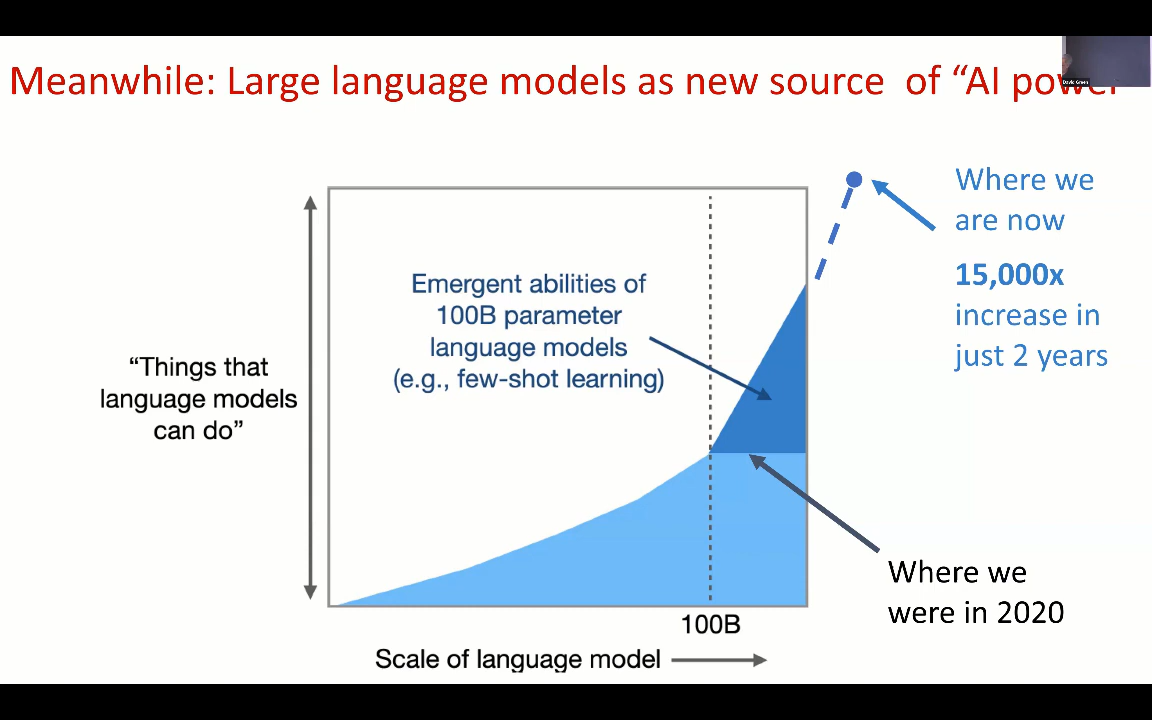 Meanwhile: Large language models as new source of “AI power
David Green
Where we
are now
15,000x
increase in
just 2 years
Emergent abilities of
100B parameter
language models
(e.g., few-shot learning)
“Things that
language models
can do”
Where we
were in 2020
100B
Scale of language model